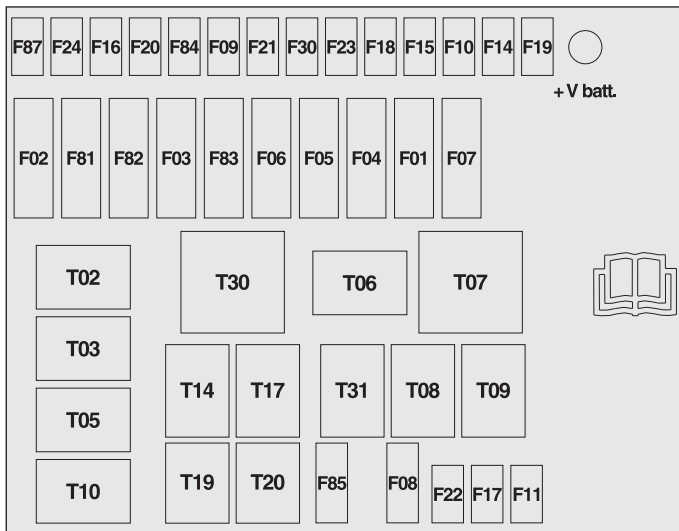 F87 F24 F16 F20 F84 F09 F21 F30 F23 F18 F15 F10 F14 F19
+V batt.
F02 F81 F82 F03 F83 F06 F05 F04 F01 F07
T02 T30 T06 T07
T03
T14 T17 T31 T08 T09
T05
T10 T19 T20 F85 F08 F22 F17 F11